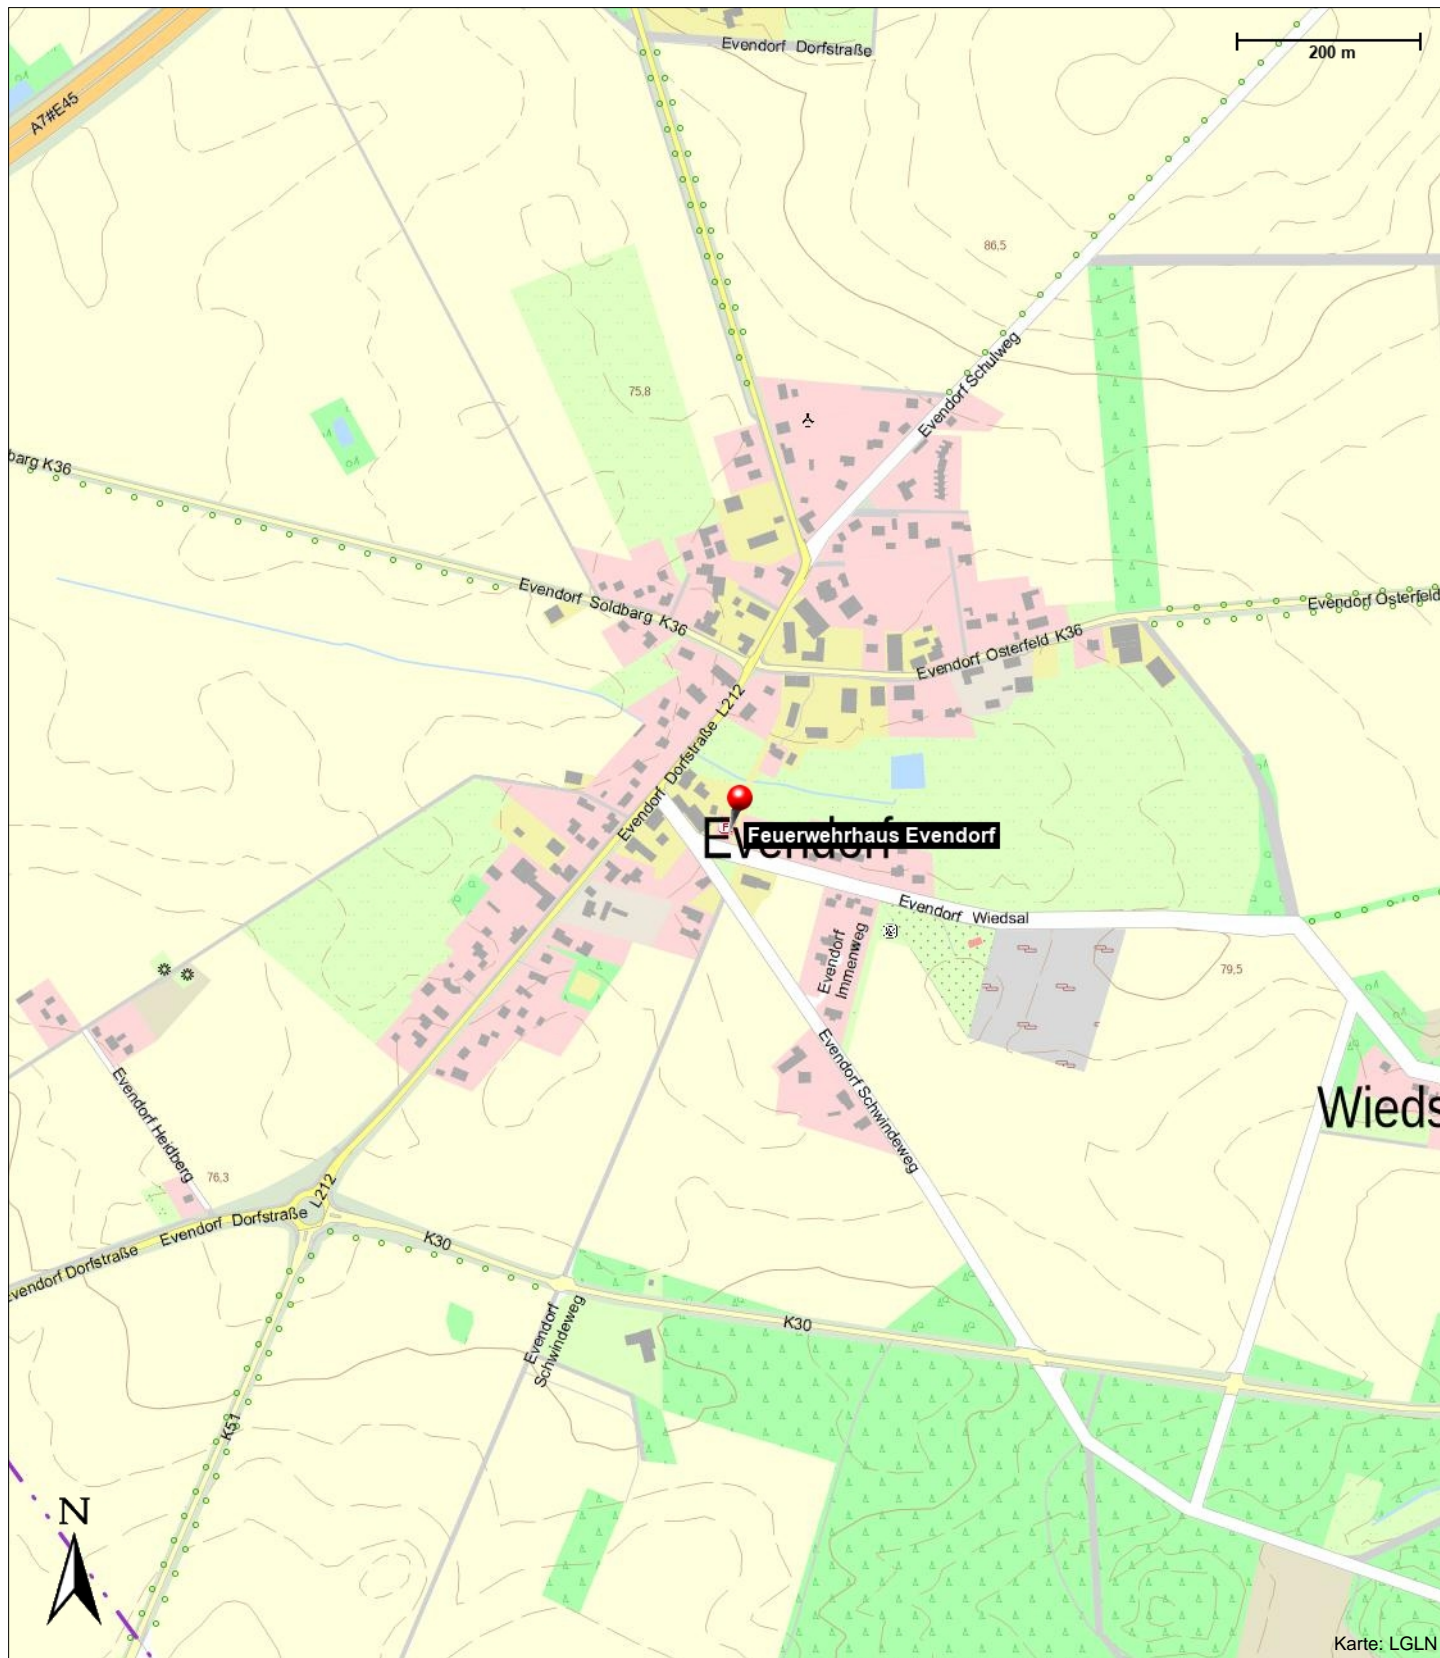 Evendorf Dorfstraße
200 m
A7#E45
86,5
Evendorf Schulweg
75,8
barg K36
Evendorf Soldbarg K36
Evendorf Osterfeld
Evendorf Osterfeld K36
Evendorf Dorfstraße L212
F
Evendorf
Feuerwehrhaus Evendorf
Evendorf Wiedsal
Evendorf
Immenweg
79,5
Evendorf Schwindeweg
Wieds
Evendorf Heidberg
76,3
L212
Evendorf Dorfstraße
vendorf Dorfstraße
K30
K30
Evendorf
Schwindeweg
K51
N
Karte: LGLN